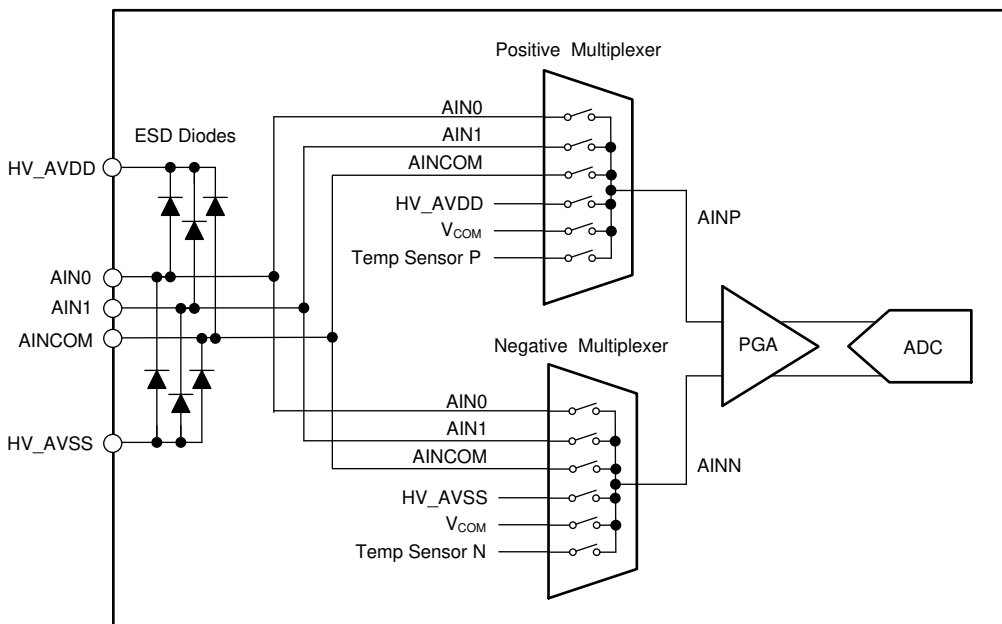 Positive Multiplexer
ESD Diodes
HV_AVDD
AIN0
AIN1
AINCOM
HV_AVSS
AIN0
AIN1
AINCOM
HV_AVDD
VCOM
Temp Sensor P
AINP
Negative Multiplexer
AIN0
AIN1
AINCOM
HV_AVSS
VCOM
Temp Sensor N
AINN
PGA
ADC